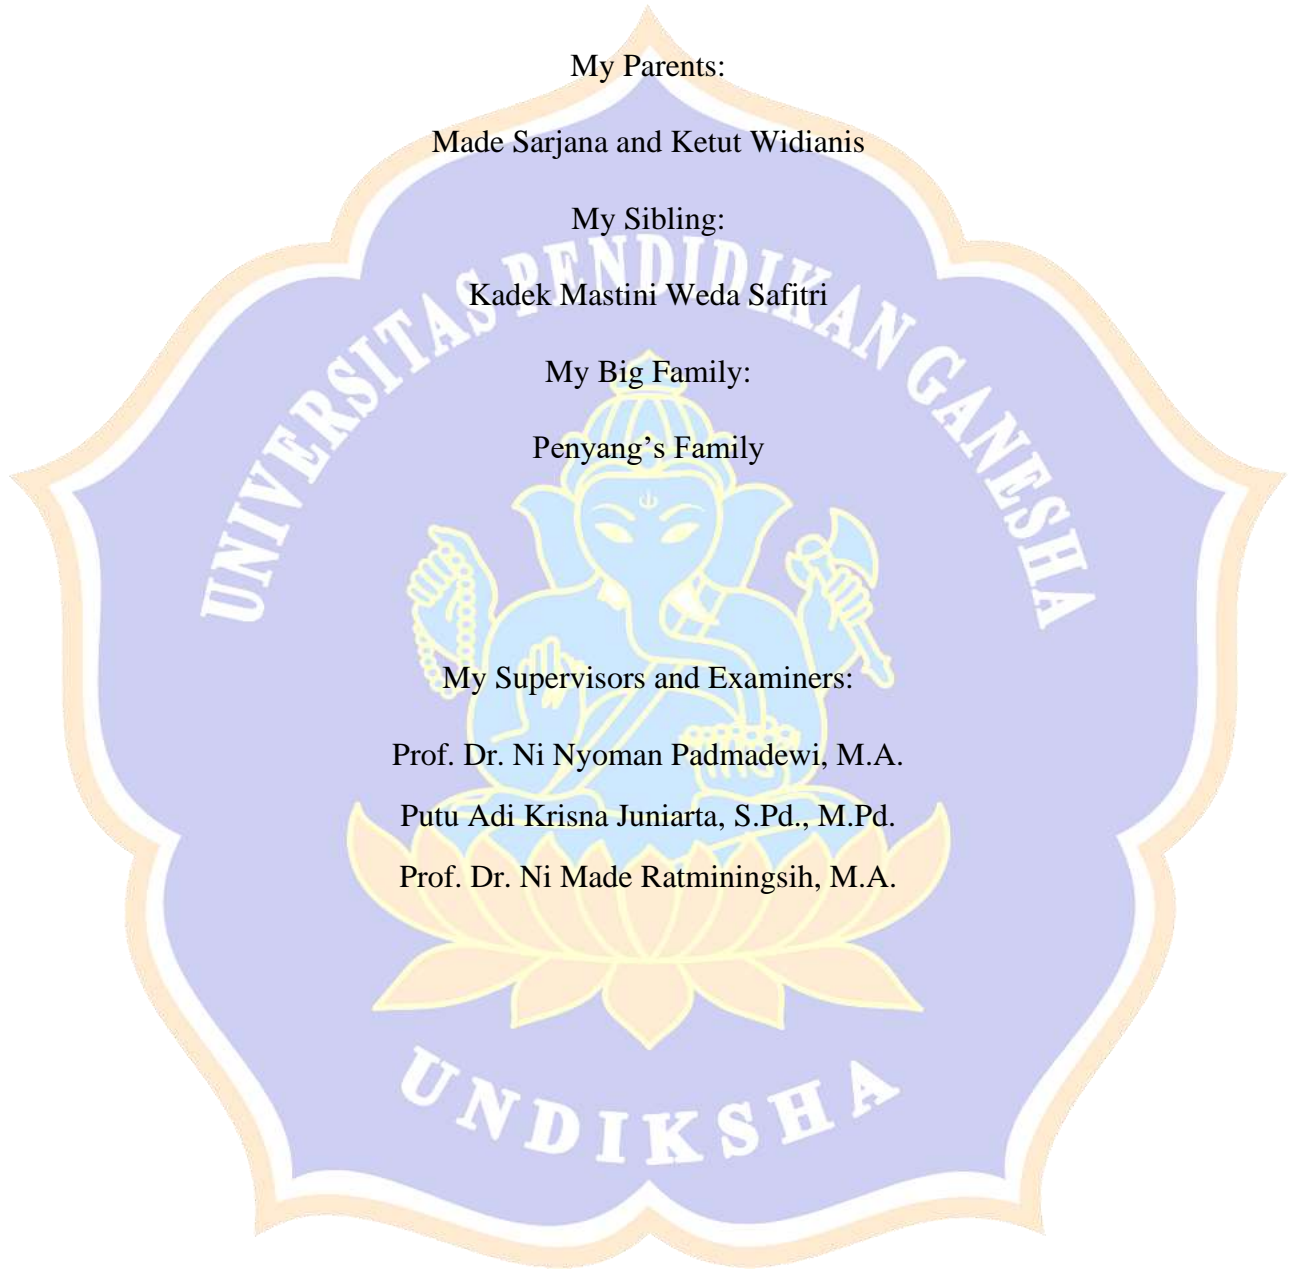 My Parents:
Made Sarjana and Ketut Widianis
My Sibling:
UNIVERSITAS PENDIDIKAN GANESHA
Kadek Mastini Weda Safitri
My Big Family:
Penyang’s Family
My Supervisors and Examiners:
Prof. Dr. Ni Nyoman Padmadewi, M.A.
Putu Adi Krisna Juniarta, S.Pd., M.Pd.
Prof. Dr. Ni Made Ratminingsih, M.A.
UNDIKSHA